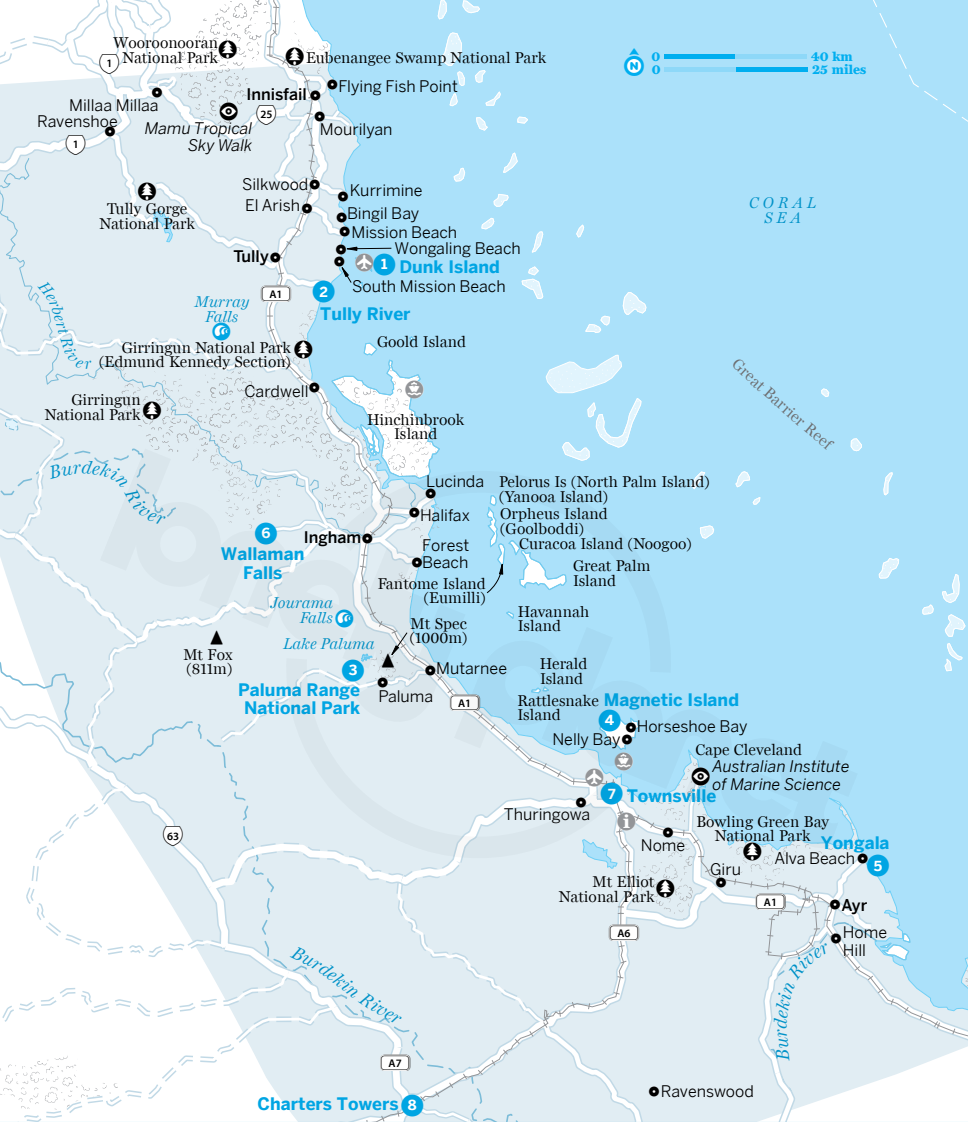 Wooroonooran
National Park
Eubenangee Swamp National Park
N
0
40 km
0
25 miles
1
Flying Fish Point
Innisfail
Millaa Millaa
25
Ravenshoe
Mamu Tropical
Sky Walk
Mourilyan
1
Silkwood
Kurrimine
El Arish
Tully Gorge
National Park
Bingil Bay
Mission Beach
CORAL
SEA
Wongaling Beach
Tully
1
Dunk Island
South Mission Beach
A1
2
Tully River
Herbert River
Murray
Falls
Goold Island
Girringun National Park
(Edmund Kennedy Section)
Great Barrier Reef
Cardwell
Girringun
National Park
Hinchinbrook
Island
Burdekin River
Lucinda
Pelorus Is (North Palm Island)
(Yanooa Island)
Halifax
Orpheus Island
(Goolboddi)
6
Wallaman
Falls
Ingham
Forest
Beach
Curacoa Island (Noogoo)
Great Palm
Island
Fantome Island
(Eumilli)
Jourama
Falls
Havannah
Island
Mt Spec
(1000m)
Mt Fox
(811m)
Lake Paluma
3
Paluma Range
National Park
Mutarnee
Paluma
Herald
Island
A1
Rattlesnake
Island
Magnetic Island
4
Horseshoe Bay
Nelly Bay
Cape Cleveland
Australian Institute
of Marine Science
7
Townsville
Thuringowa
i
Bowling Green Bay
National Park
63
Nome
Yongala
Alva Beach
5
Giru
Mt Elliot
National Park
A1
Ayr
A6
Home
Hill
Burdekin River
Burdekin River
A7
Ravenswood
Charters Towers
8